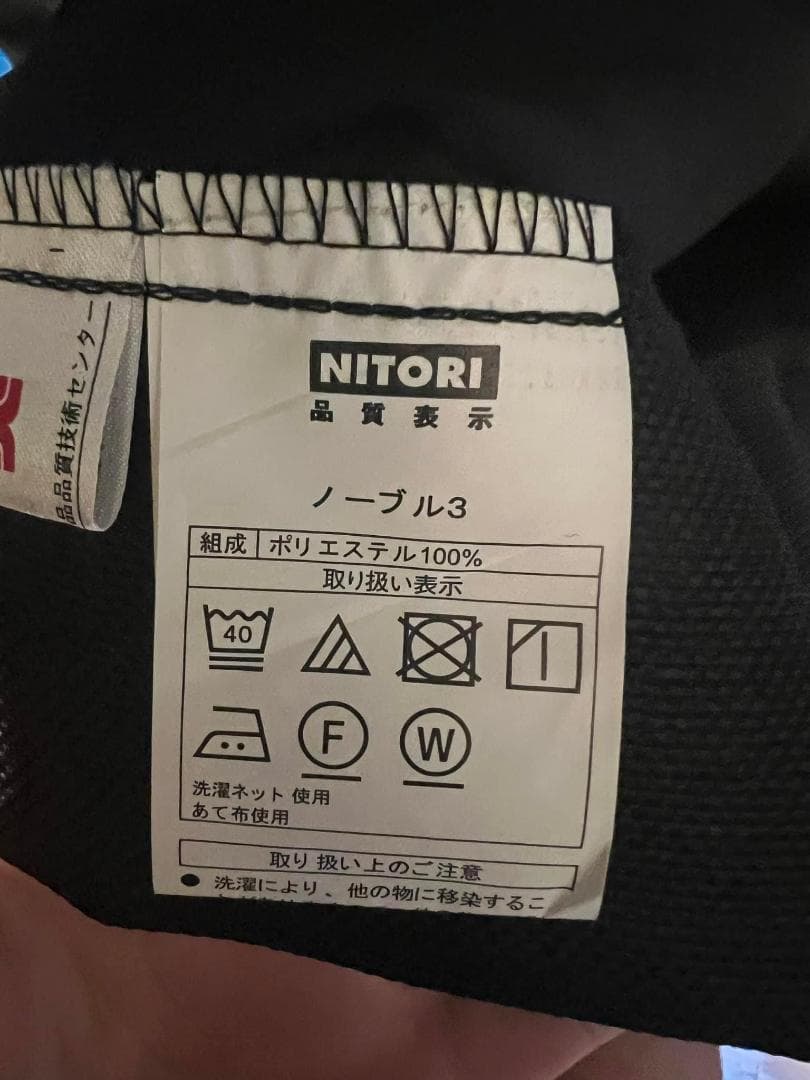 NITORI
品質表示
ノーブル3
組成 ポリエステル100%
取り扱い表示
40
F W
洗濯ネット 使用
あて布使用
取り扱い上のご注意
● 洗濯により、他の物に移染するこ
品品質技術センター